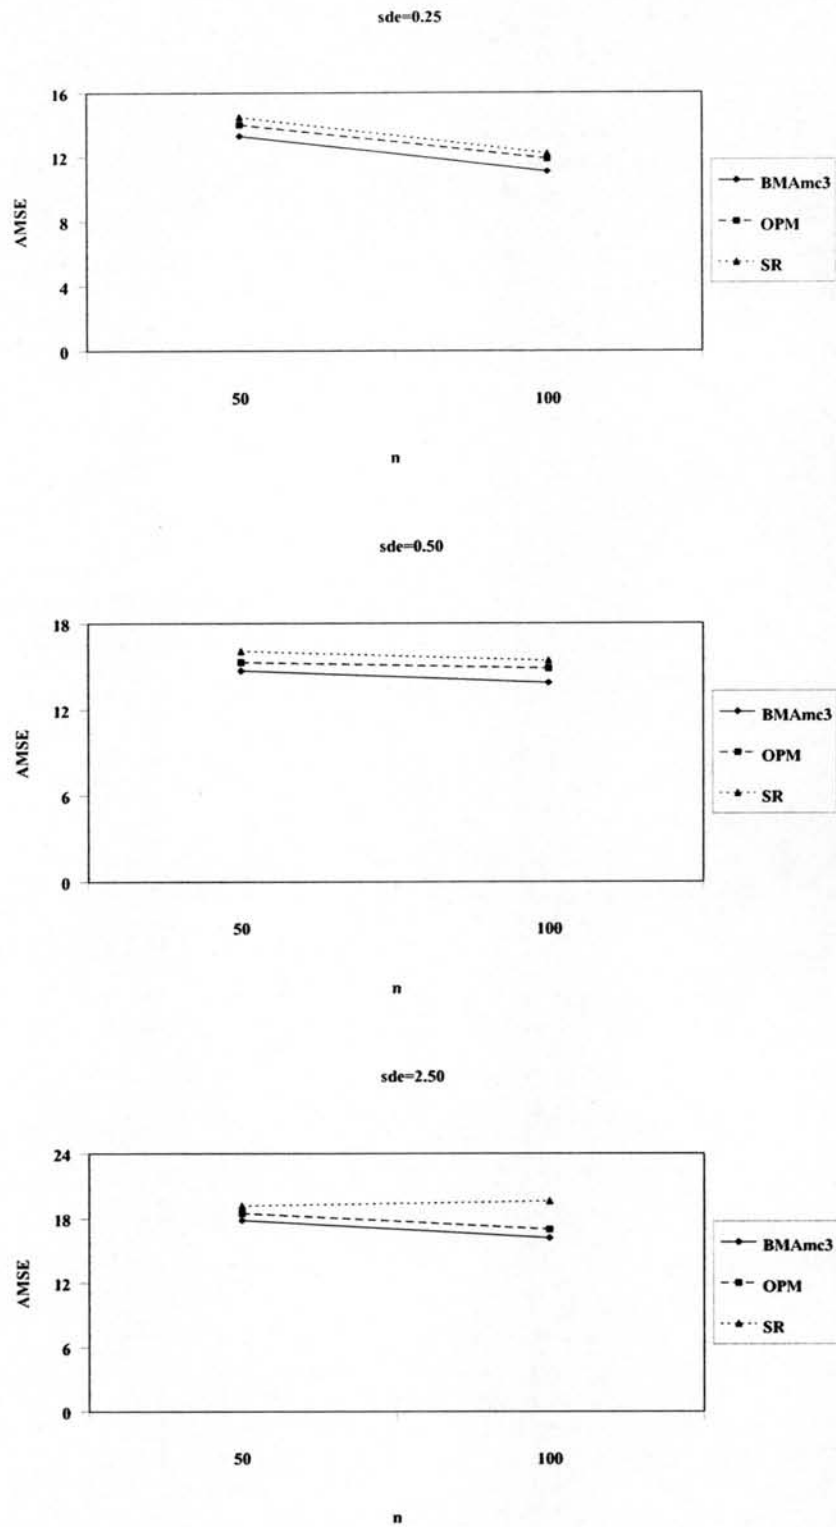 sde=0.25
16
12
8
4
0
AMSE
50
100
n
BMAmc3
OPM
SR
sde=0.50
18
12
6
0
AMSE
50
100
n
BMAmc3
OPM
SR
sde=2.50
24
18
12
6
0
AMSE
50
100
n
BMAmc3
OPM
SR